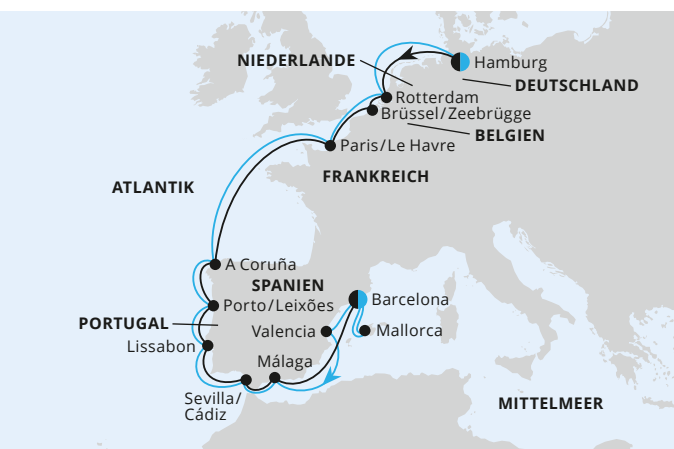 NIEDERLANDE
Hamburg
DEUTSCHLAND
Rotterdam
Brüssel/Zeebrügge
BELGIEN
Paris/Le Havre
FRANKREICH
ATLANTIK
A Coruña
SPANIEN
Barcelona
Porto/Leixões
PORTUGAL
Valencia
Mallorca
Lissabon
Málaga
Sevilla/
Cádiz
MITTELMEER